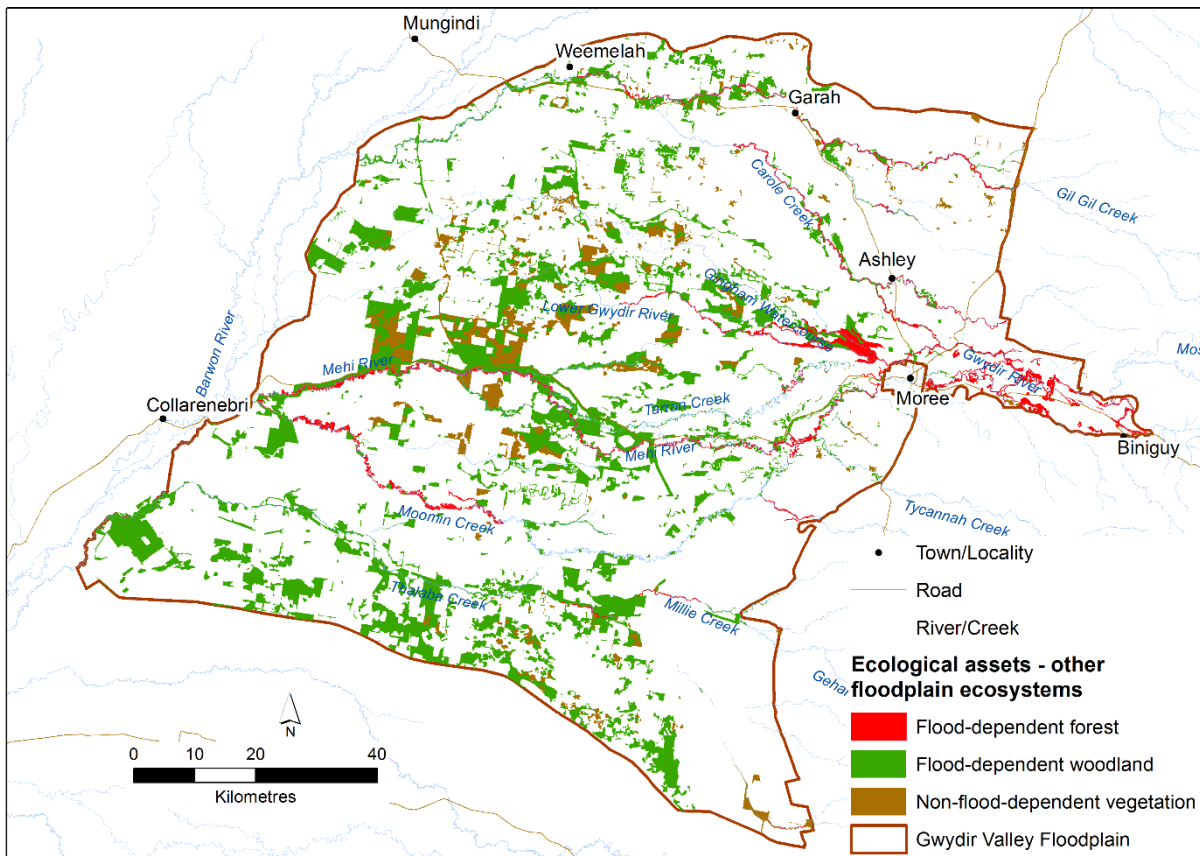 Mungindi
Weemelah
Garah
Carole Creek
Gil Gil Creek
Ashley
Gingham Watercourse
Lower Gwydir River
Barwon River
Mehi River
Gwydir River
Mos
Collarenebri
Moree
Tarran Creek
Mehi River
Biniguy
Moomin Creek
Tycannah Creek
Thalaba Creek
Millie Creek
Geha
Town/Locality
Road
River/Creek
Ecological assets - other
floodplain ecosystems
Flood-dependent forest
Flood-dependent woodland
Non-flood-dependent vegetation
Gwydir Valley Floodplain
N
0 10 20 40
Kilometres